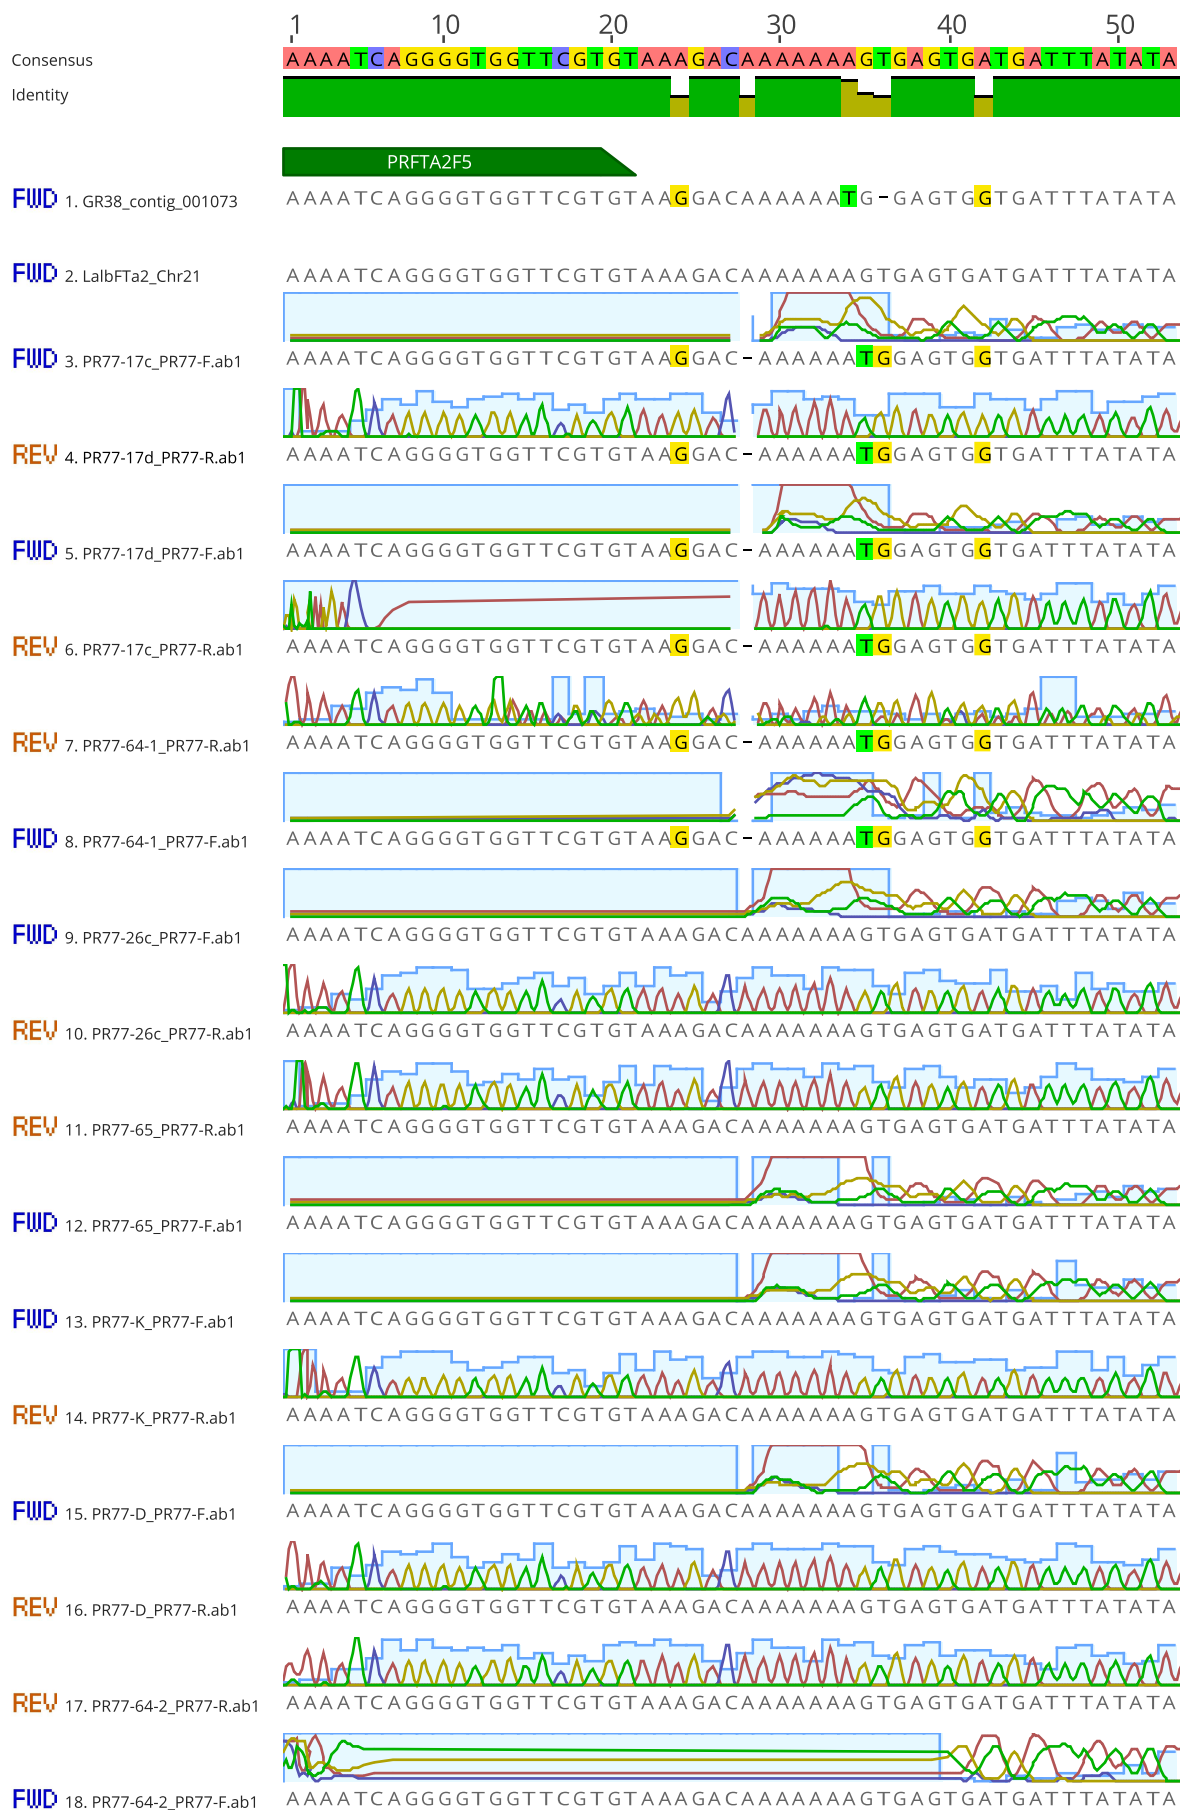 1 10 20 30 40 50
Consensus AAAATCAGGGGTGGTTCGTGTAAAGACAAAAAAAGTGAGTGATGATTTATATA
Identity
PRFTA2F5
FWD 1. GR38_contig_001073 AAAATCAGGGGTGGTTCGTGTAAGGACAAAAAATG-GAGTGGTGATTTATATA
FWD 2. LalbFTa2_Chr21 AAAATCAGGGGTGGTTCGTGTAAAGACAAAAAAAGTGAGTGATGATTTATATA
FWD 3. PR77-17c_PR77-F.ab1 AAAATCAGGGGTGGTTCGTGTAAGGAC-AAAAAATGGAGTGGTGATTTATATA
REV 4. PR77-17d_PR77-R.ab1 AAAATCAGGGGTGGTTCGTGTAAGGAC-AAAAAATGGAGTGGTGATTTATATA
FWD 5. PR77-17d_PR77-F.ab1 AAAATCAGGGGTGGTTCGTGTAAGGAC-AAAAAATGGAGTGGTGATTTATATA
REV 6. PR77-17c_PR77-R.ab1 AAAATCAGGGGTGGTTCGTGTAAGGAC-AAAAAATGGAGTGGTGATTTATATA
REV 7. PR77-64-1_PR77-R.ab1 AAAATCAGGGGTGGTTCGTGTAAGGAC-AAAAAATGGAGTGGTGATTTATATA
FWD 8. PR77-64-1_PR77-F.ab1 AAAATCAGGGGTGGTTCGTGTAAGGAC-AAAAAATGGAGTGGTGATTTATATA
FWD 9. PR77-26c_PR77-F.ab1 AAAATCAGGGGTGGTTCGTGTAAAGACAAAAAAAGTGAGTGATGATTTATATA
REV 10. PR77-26c_PR77-R.ab1 AAAATCAGGGGTGGTTCGTGTAAAGACAAAAAAAGTGAGTGATGATTTATATA
REV 11. PR77-65_PR77-R.ab1 AAAATCAGGGGTGGTTCGTGTAAAGACAAAAAAAGTGAGTGATGATTTATATA
FWD 12. PR77-65_PR77-F.ab1 AAAATCAGGGGTGGTTCGTGTAAAGACAAAAAAAGTGAGTGATGATTTATATA
FWD 13. PR77-K_PR77-F.ab1 AAAATCAGGGGTGGTTCGTGTAAAGACAAAAAAAGTGAGTGATGATTTATATA
REV 14. PR77-K_PR77-R.ab1 AAAATCAGGGGTGGTTCGTGTAAAGACAAAAAAAGTGAGTGATGATTTATATA
FWD 15. PR77-D_PR77-F.ab1 AAAATCAGGGGTGGTTCGTGTAAAGACAAAAAAAGTGAGTGATGATTTATATA
REV 16. PR77-D_PR77-R.ab1 AAAATCAGGGGTGGTTCGTGTAAAGACAAAAAAAGTGAGTGATGATTTATATA
REV 17. PR77-64-2_PR77-R.ab1 AAAATCAGGGGTGGTTCGTGTAAAGACAAAAAAAGTGAGTGATGATTTATATA
FWD 18. PR77-64-2_PR77-F.ab1 AAAATCAGGGGTGGTTCGTGTAAAGACAAAAAAAGTGAGTGATGATTTATATA